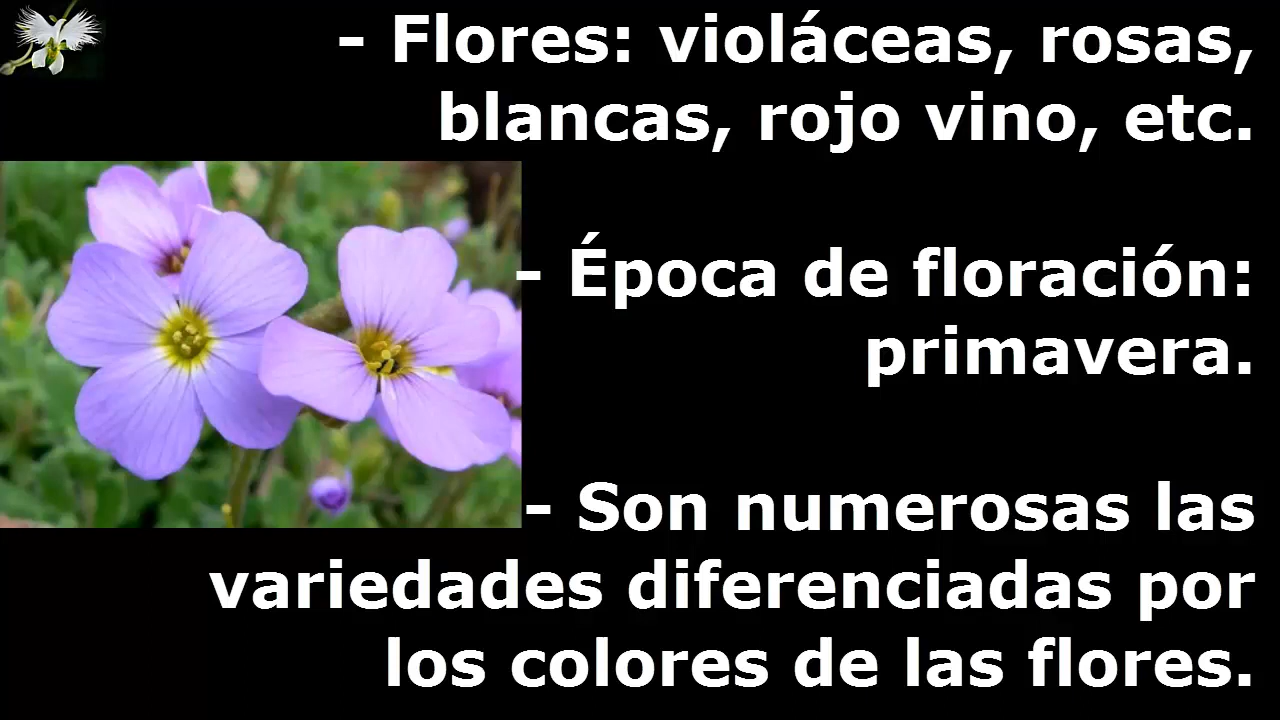 - Flores: violáceas, rosas,
blancas, rojo vino, etc.
- Época de floración:
primavera.
- Son numerosas las
variedades diferenciadas por
los colores de las flores.